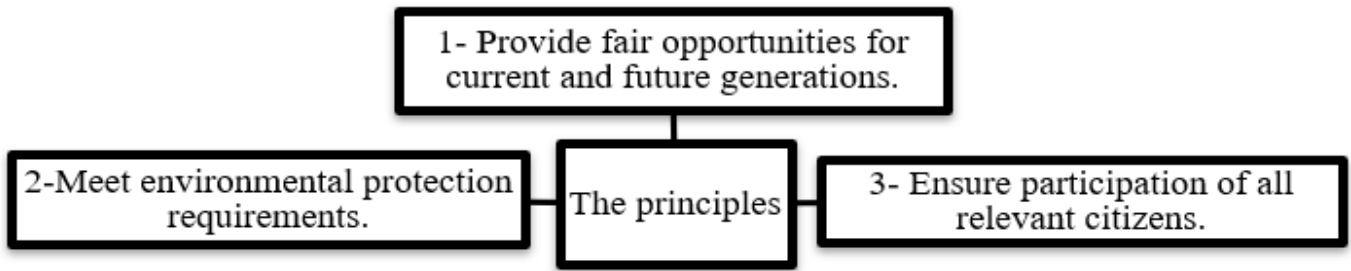 1- Provide fair opportunities for
current and future generations.
2-Meet environmental protection
requirements.
The principles
3- Ensure participation of all
relevant citizens.